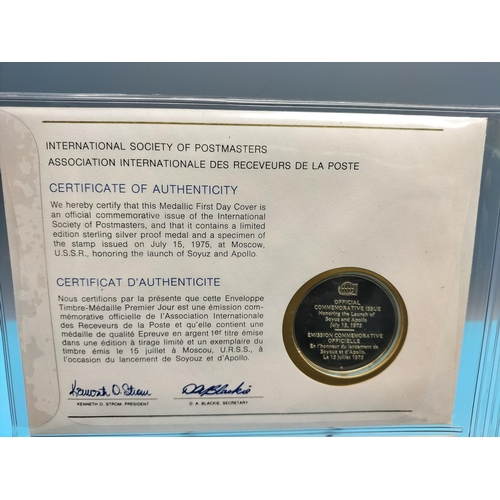 INTERNATIONAL SOCIETY OF POSTMASTERS
ASSOCIATION INTERNATIONALE DES RECEVEURS DE LA POSTE
CERTIFICATE OF AUTHENTICITY
We hereby certify that this Medallic First Day Cover is
an official commemorative issue of the International
Society of Postmasters, and that it contains a limited
edition sterling silver proof medal and a specimen of
the stamp issued on July 15, 1975, at Moscow,
U.S.S.R., honoring the launch of Soyuz and Apollo.
CERTIFICAT D'AUTHENTICITE
Nous certifions par la présente que cette Enveloppe
Timbre-Médaille Premier Jour est une émission com-
mémorative officielle de l'Association Internationale
des Receveurs de la Poste et qu'elle contient une
médaille de qualité Epreuve en argent 1er titre émise
dans une édition à tirage limité et un exemplaire du
timbre émis le 15 juillet à Moscou, U.R.S.S., à
l'occasion du lancement de Soyouz et d'Apollo.
Kenneth O. Strom
KENNETH O. STROM, PRESIDENT
D A Blackie
D. A. BLACKIE, SECRETARY
OFFICIAL
COMMEMORATIVE ISSUE
Honoring the Launch of
Soyuz and Apollo
July 15, 1975
EMISSION COMMEMORATIVE
OFFICIELLE
En l'honneur du lancement de
Soyouz et d'Apollo.
Le 15 juillet 1975